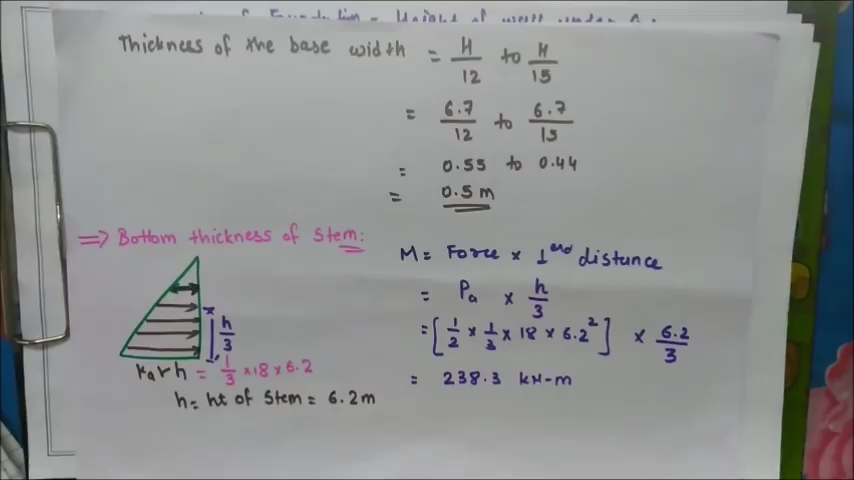 Thickness of the base width = H/12 to H/15
= 6.7/12 to 6.7/15
= 0.55 to 0.44
= 0.5 m
⇒ Bottom thickness of Stem:
M = Force × ⊥ distance
= Pa × h/3
= [1/2 × 1/3 × 18 × 6.2²] × 6.2/3
= 238.3 kN-m
h/3
Kaγh = 1/3 × 18 × 6.2
h = ht of Stem = 6.2m